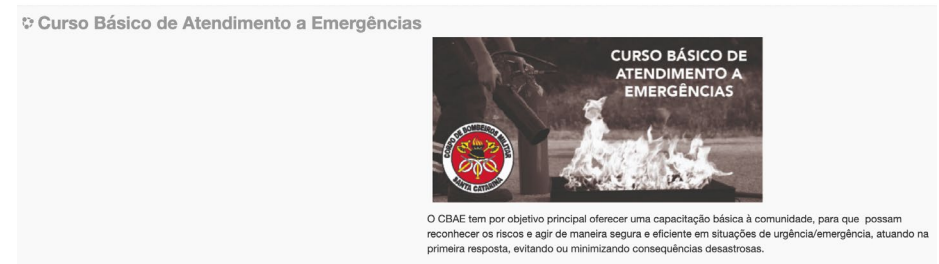 Curso Básico de Atendimento a Emergências
CURSO BÁSICO DE
ATENDIMENTO A
EMERGÊNCIAS
CORPO DE BOMBEIROS MILITAR
SANTA CATARINA
O CBAE tem por objetivo principal oferecer uma capacitação básica à comunidade, para que possam
reconhecer os riscos e agir de maneira segura e eficiente em situações de urgência/emergência, atuando na
primeira resposta, evitando ou minimizando consequências desastrosas.